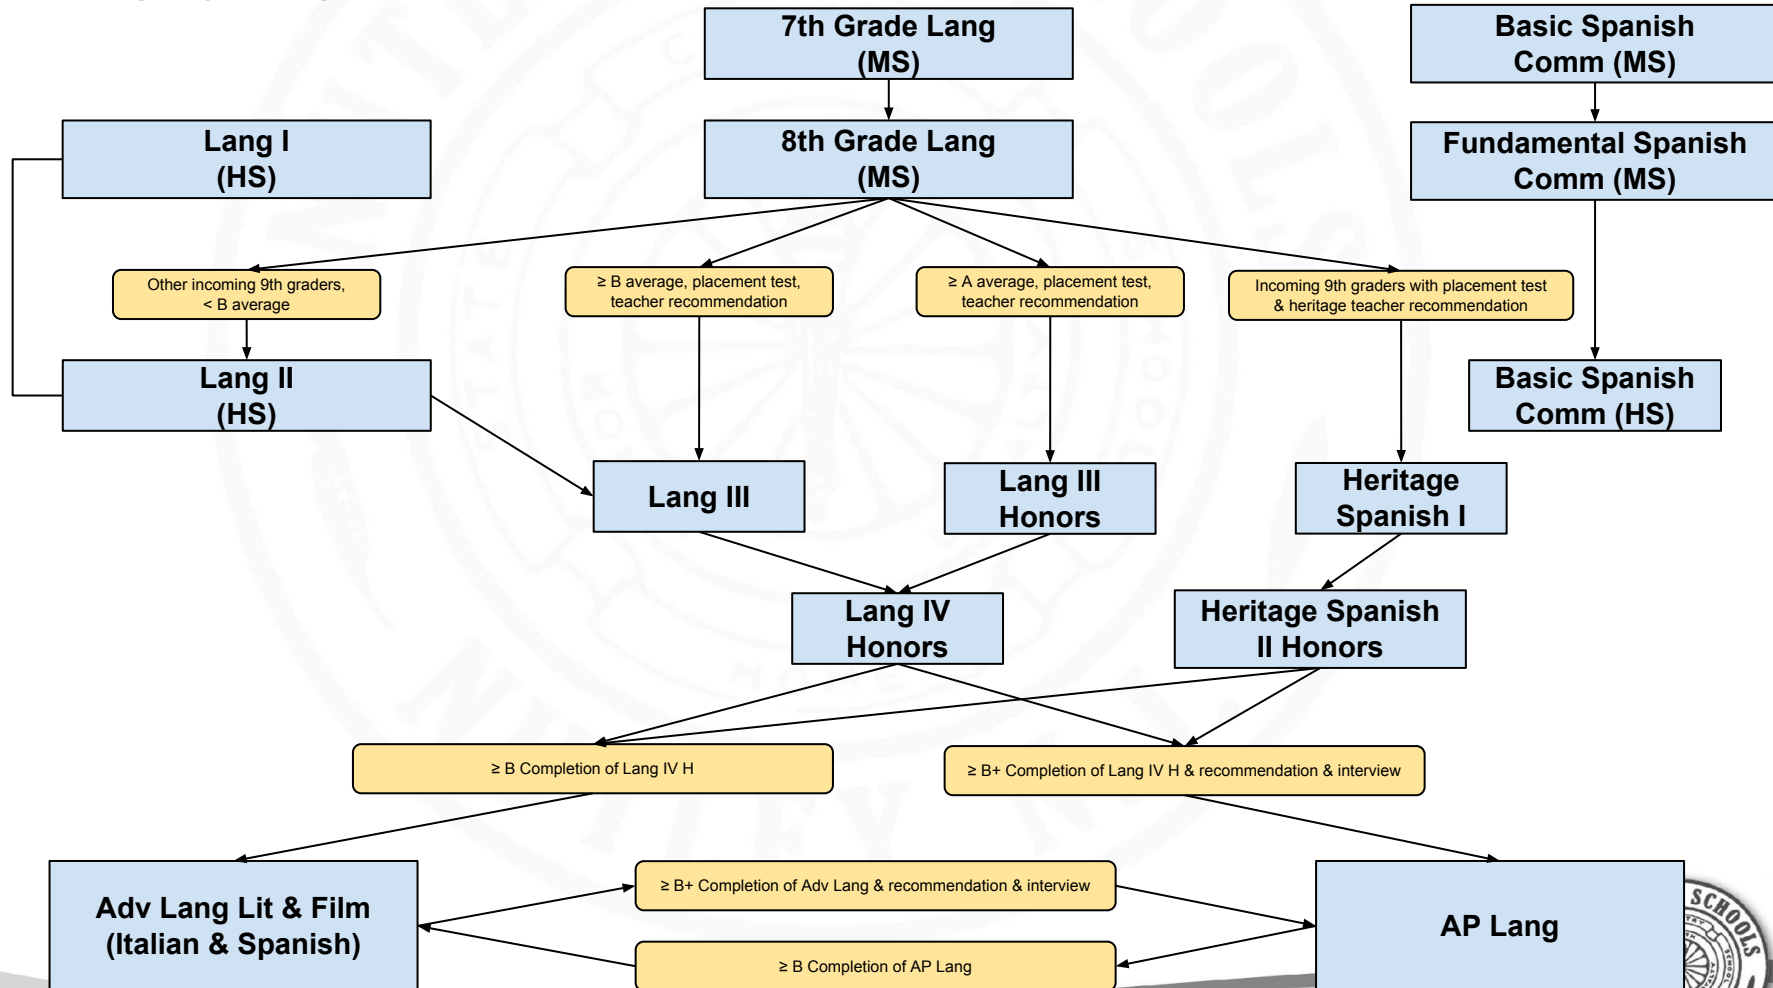 7th Grade Lang
(MS)
Basic Spanish
Comm (MS)
Lang I
(HS)
8th Grade Lang
(MS)
Fundamental Spanish
Comm (MS)
Other incoming 9th graders,
< B average
≥ B average, placement test,
teacher recommendation
≥ A average, placement test,
teacher recommendation
Incoming 9th graders with placement test
& heritage teacher recommendation
Lang II
(HS)
Basic Spanish
Comm (HS)
Lang III
Lang III
Honors
Heritage
Spanish I
Lang IV
Honors
Heritage Spanish
II Honors
≥ B Completion of Lang IV H
≥ B+ Completion of Lang IV H & recommendation & interview
Adv Lang Lit & Film
(Italian & Spanish)
≥ B+ Completion of Adv Lang & recommendation & interview
≥ B Completion of AP Lang
AP Lang
SCHOOLS